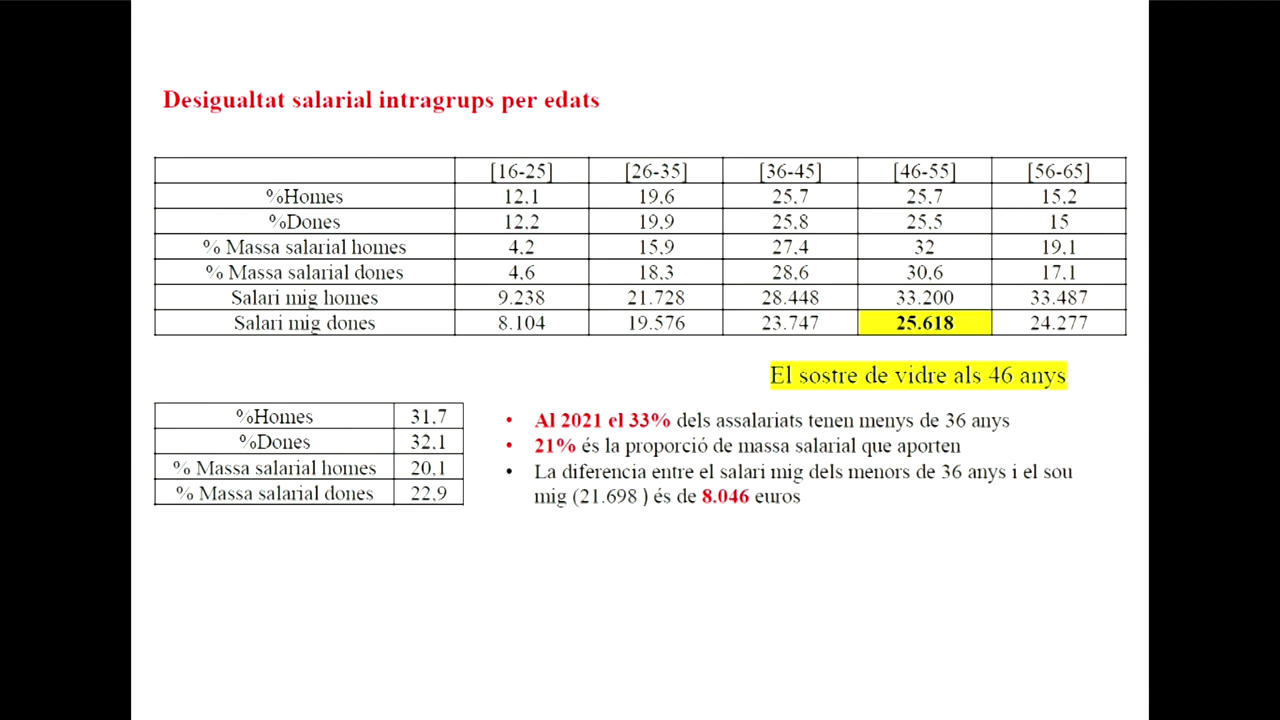 Desigualtat salarial intragrups per edats
[16-25] [26-35] [36-45] [46-55] [56-65]
%Homes 12,1 19,6 25,7 25,7 15,2
%Dones 12,2 19,9 25,8 25,5 15
% Massa salarial homes 4,2 15,9 27,4 32 19,1
% Massa salarial dones 4,6 18,3 28,6 30,6 17,1
Salari mig homes 9.238 21.728 28.448 33.200 33.487
Salari mig dones 8.104 19.576 23.747 25.618 24.277
El sostre de vidre als 46 anys
%Homes 31,7
%Dones 32,1
% Massa salarial homes 20,1
% Massa salarial dones 22,9
• Al 2021 el 33% dels assalariats tenen menys de 36 anys
• 21% és la proporció de massa salarial que aporten
• La diferencia entre el salari mig dels menors de 36 anys i el sou
mig (21.698 ) és de 8.046 euros